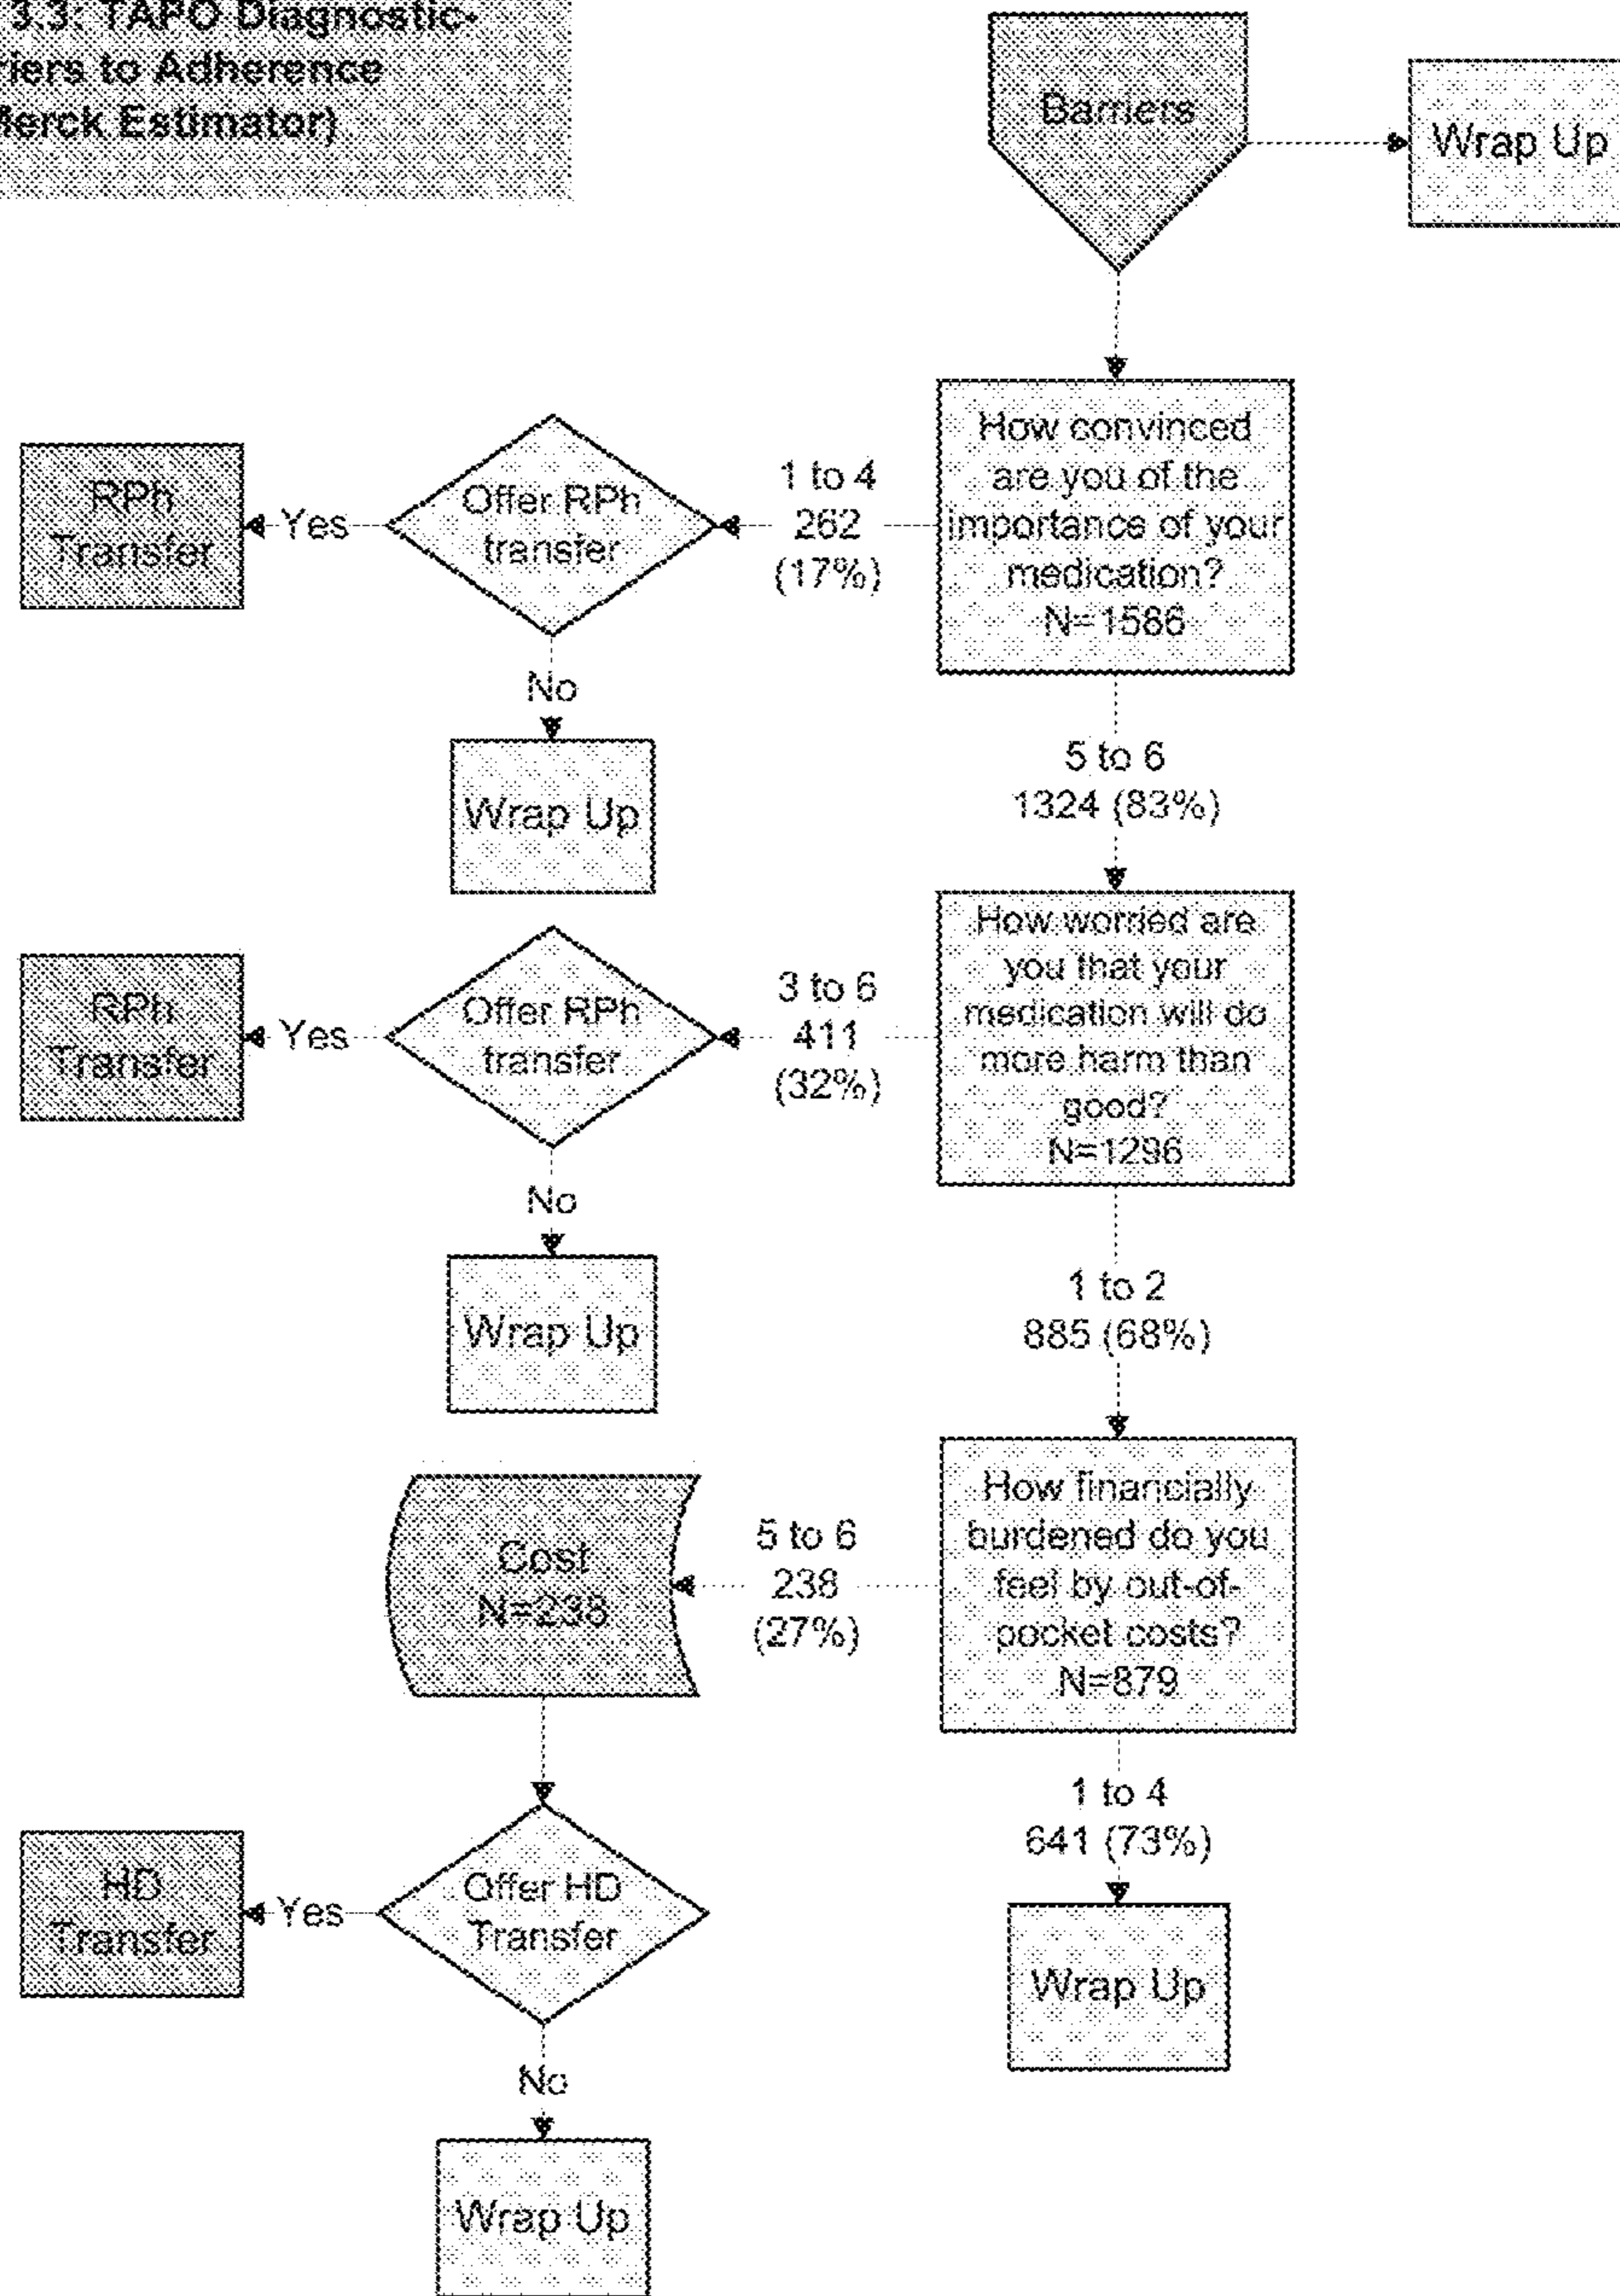 3.3: TAPO Diagnostic-
riers to Adherence
Merck Estimator)
Barriers
Wrap Up
How convinced
are you of the
importance of your
medication?
N=1586
1 to 4
262
(17%)
Offer RPh
transfer
Yes
RPh
Transfer
No
Wrap Up
5 to 6
1324 (83%)
How worried are
you that your
medication will do
more harm than
good?
N=1296
3 to 6
411
(32%)
Offer RPh
transfer
Yes
RPh
Transfer
No
Wrap Up
1 to 2
885 (68%)
How financially
burdened do you
feel by out-of-
pocket costs?
N=879
5 to 6
238
(27%)
Cost
N=238
1 to 4
641 (73%)
Wrap Up
Offer HD
Transfer
Yes
HD
Transfer
No
Wrap Up